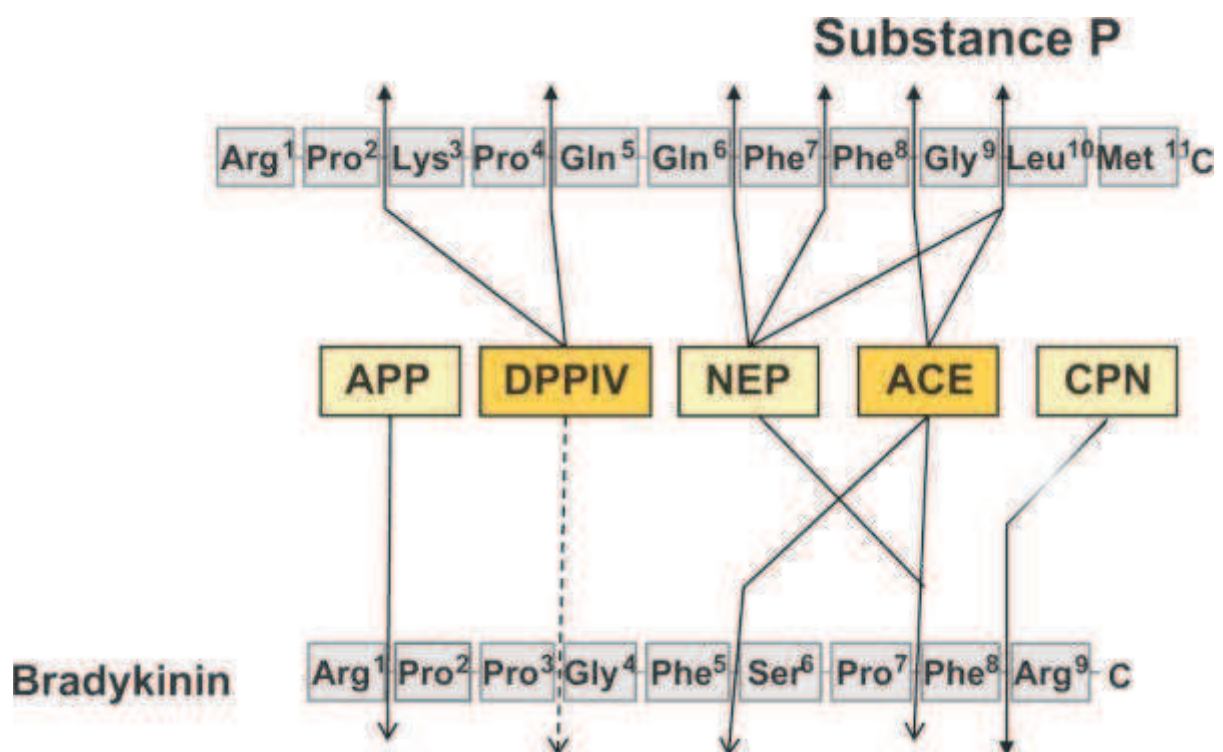 Substance P
Arg1 Pro2 Lys3 Pro4 Gln5 Gln6 Phe7 Phe8 Gly9 Leu10 Met 11 C
APP DPPIV NEP ACE CPN
Bradykinin Arg1 Pro2 Pro3 Gly4 Phe5 Ser6 Pro7 Phe8 Arg9 C